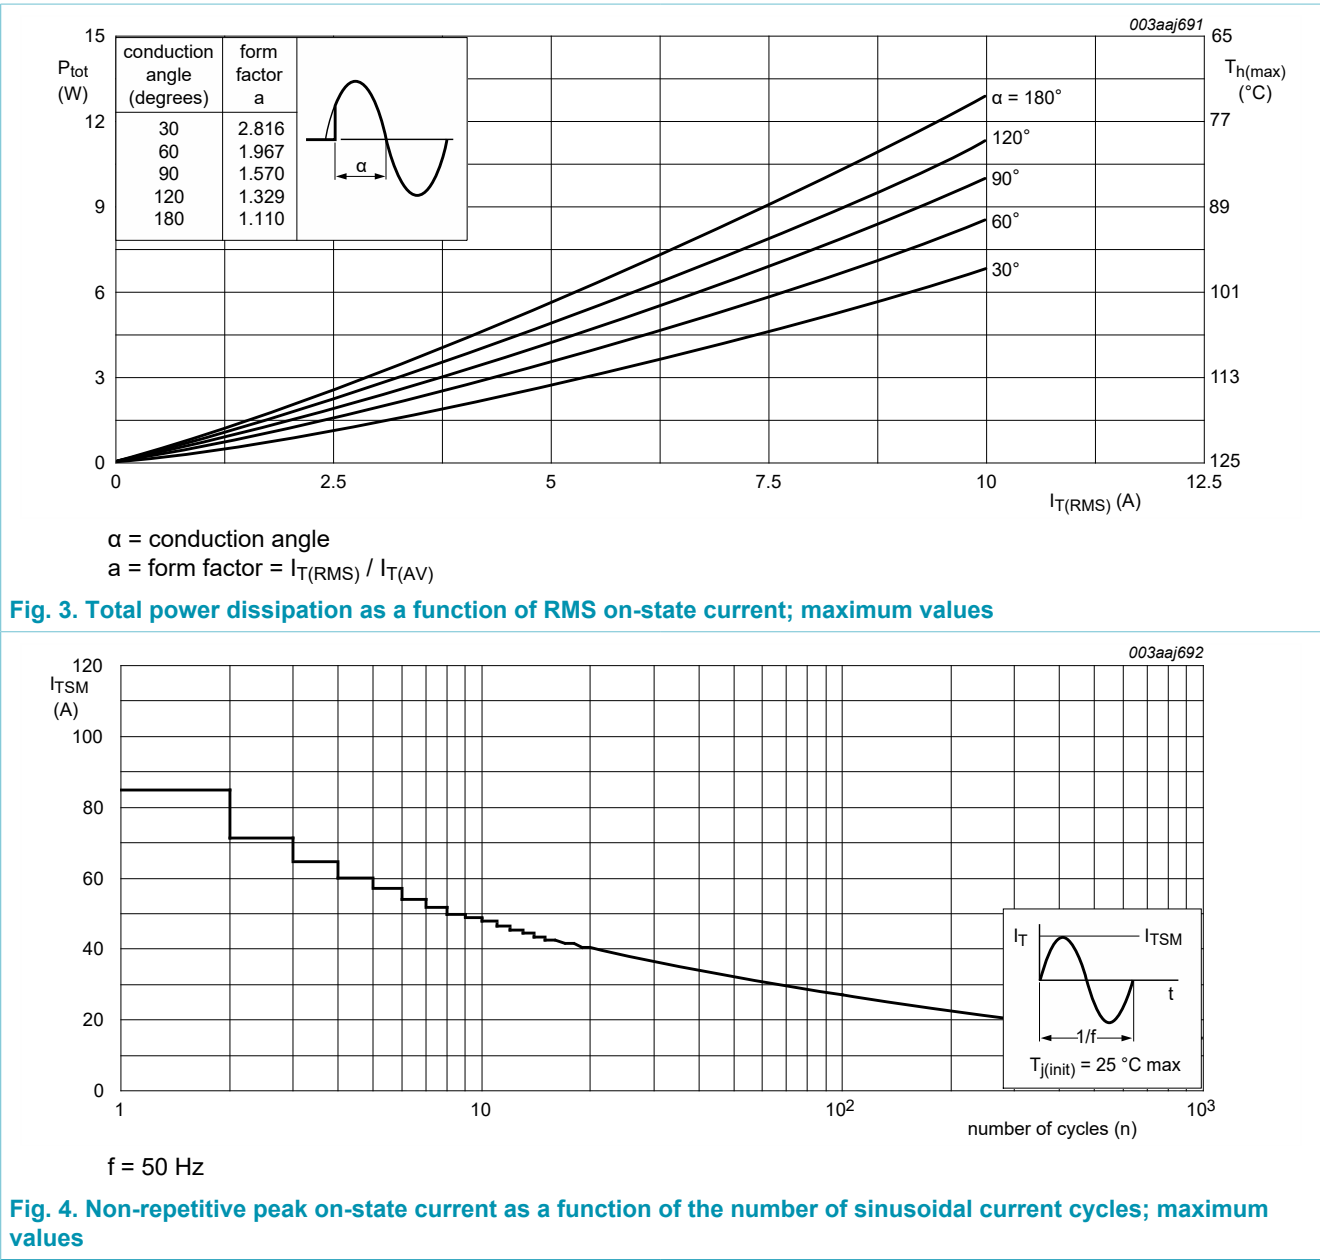 003aaj691
15
Ptot
(W)
12
9
6
3
0
conduction angle (degrees)
form factor a
30 2.816
60 1.967
90 1.570
120 1.329
180 1.110
α
α = 180°
120°
90°
60°
30°
65
Th(max)
(°C)
77
89
101
113
125
0 2.5 5 7.5 10 12.5
IT(RMS) (A)
α = conduction angle
a = form factor = IT(RMS) / IT(AV)
Fig. 3. Total power dissipation as a function of RMS on-state current; maximum values
003aaj692
120
ITSM
(A)
100
80
60
40
20
0
IT
ITSM
t
1/f
Tj(init) = 25 °C max
1 10 10² 10³
number of cycles (n)
f = 50 Hz
Fig. 4. Non-repetitive peak on-state current as a function of the number of sinusoidal current cycles; maximum
values